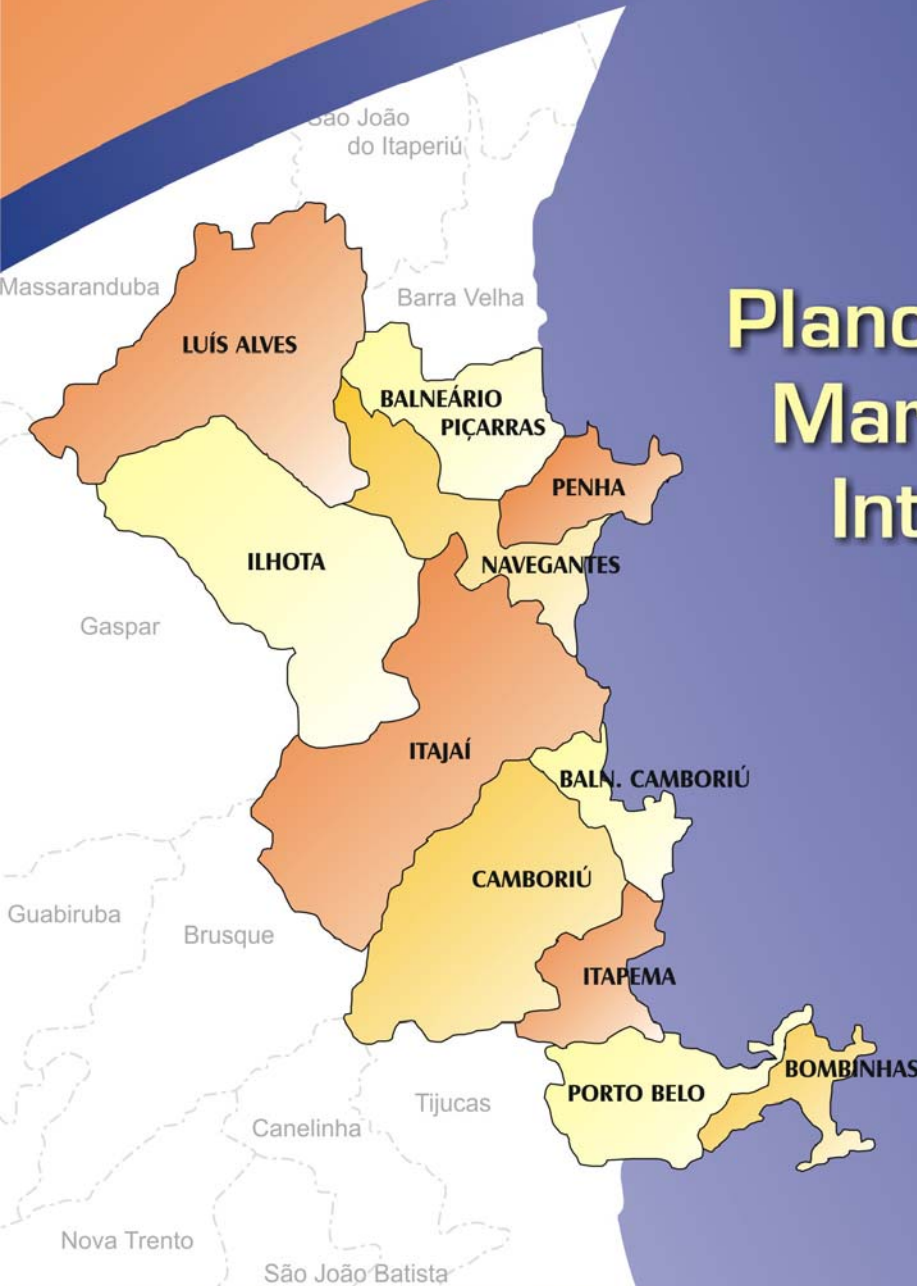 São João
do Itaperiú
Massaranduba
Barra Velha
LUÍS ALVES
BALNEÁRIO
PIÇARRAS
PENHA
ILHOTA
NAVEGANTES
Gaspar
ITAJAÍ
BALN. CAMBORIÚ
CAMBORIÚ
Guabiruba
Brusque
ITAPEMA
BOMBINHAS
PORTO BELO
Tijucas
Canelinha
Nova Trento
São João Batista
Plano
Mar
Int